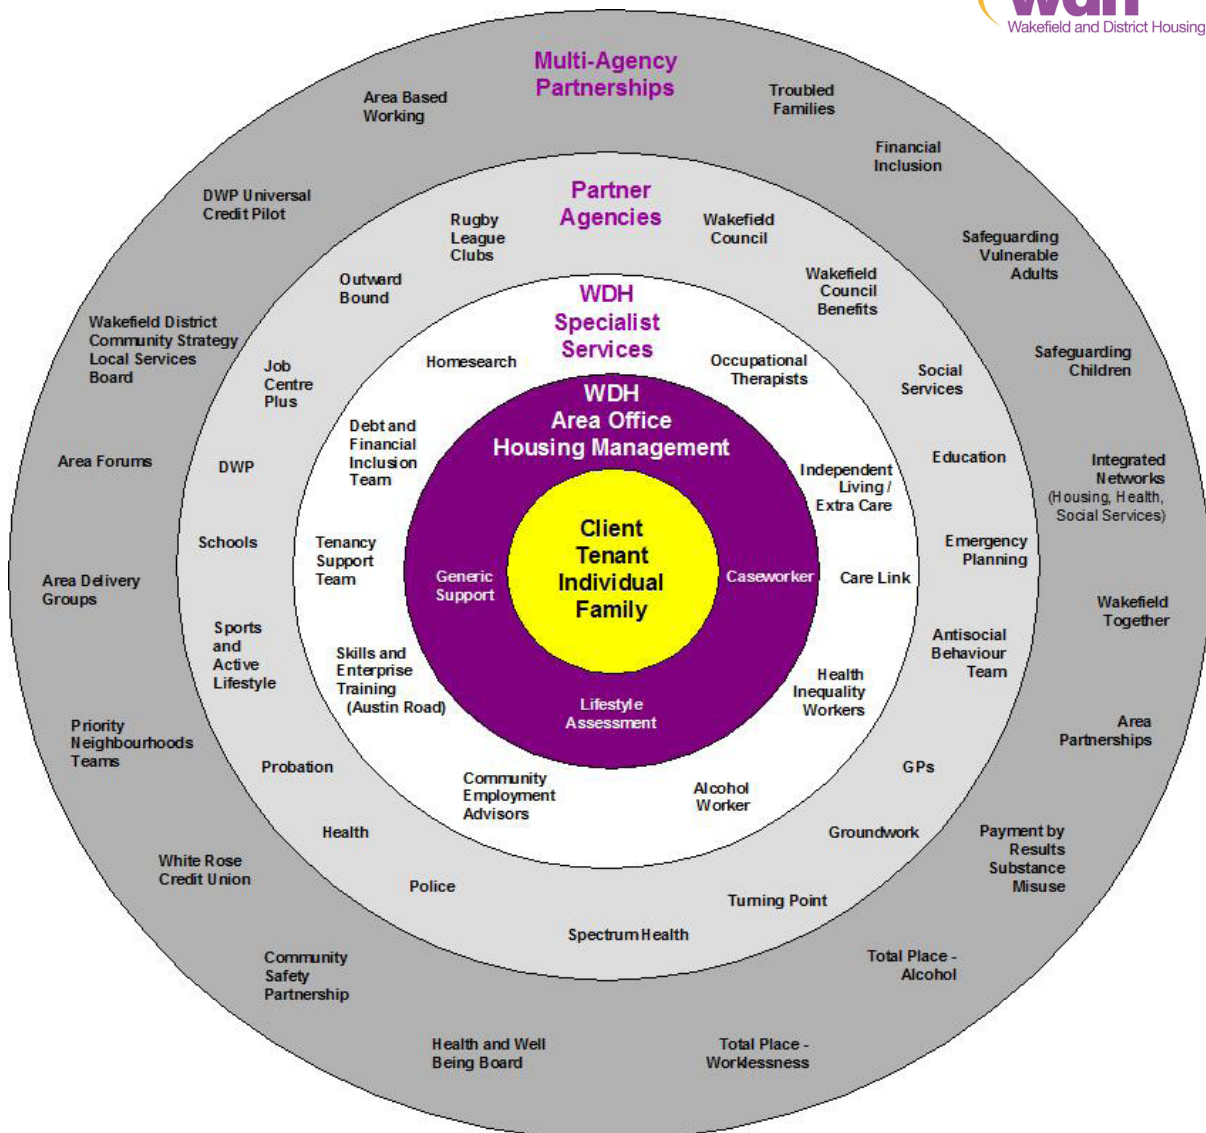 wdh
Wakefield and District Housing
Multi-Agency
Partnerships
Area Based
Working
Troubled
Families
Financial
Inclusion
DWP Universal
Credit Pilot
Safeguarding
Vulnerable
Adults
Wakefield District
Community Strategy
Local Services
Board
Safeguarding
Children
Area Forums
Integrated
Networks
(Housing, Health,
Social Services)
Area Delivery
Groups
Wakefield
Together
Priority
Neighbourhoods
Teams
Area
Partnerships
White Rose
Credit Union
Payment by
Results
Substance
Misuse
Community
Safety
Partnership
Total Place -
Alcohol
Health and Well
Being Board
Total Place -
Worklessness
Partner
Agencies
Rugby
League
Clubs
Wakefield
Council
Outward
Bound
Wakefield
Council
Benefits
Job
Centre
Plus
Social
Services
DWP
Education
Schools
Emergency
Planning
Sports
and
Active
Lifestyle
Antisocial
Behaviour
Team
Probation
GPs
Health
Groundwork
Police
Turning Point
Spectrum Health
WDH
Specialist
Services
Homesearch
Occupational
Therapists
Debt and
Financial
Inclusion
Team
Independent
Living /
Extra Care
Tenancy
Support
Team
Care Link
Skills and
Enterprise
Training
(Austin Road)
Health
Inequality
Workers
Community
Employment
Advisors
Alcohol
Worker
WDH
Area Office
Housing Management
Generic
Support
Caseworker
Lifestyle
Assessment
Client
Tenant
Individual
Family